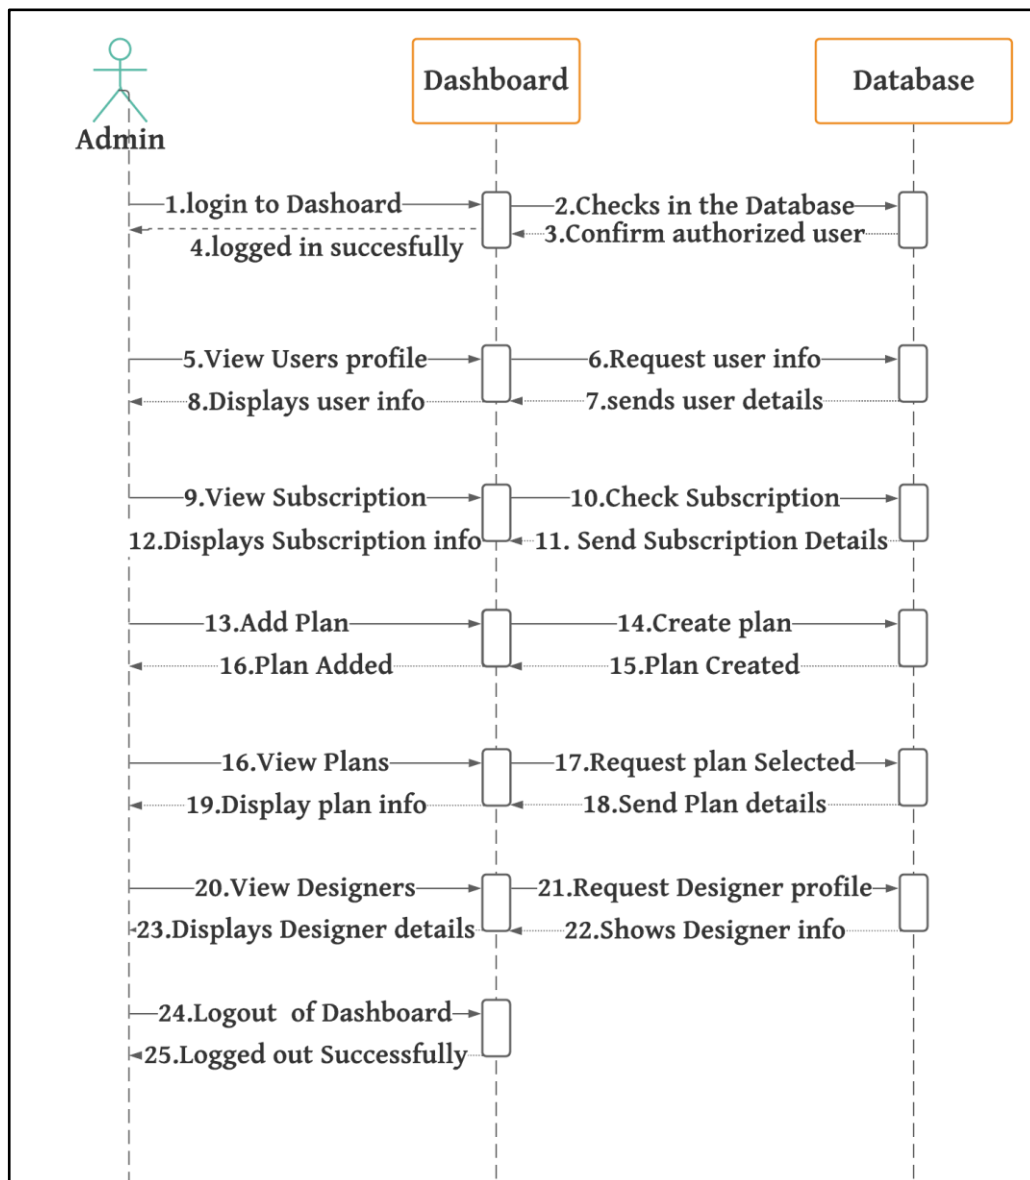 Admin
Dashboard
Database
1.login to Dashoard
2.Checks in the Database
4.logged in succesfully
3.Confirm authorized user
5.View Users profile
6.Request user info
8.Displays user info
7.sends user details
9.View Subscription
10.Check Subscription
12.Displays Subscription info
11. Send Subscription Details
13.Add Plan
14.Create plan
16.Plan Added
15.Plan Created
16.View Plans
17.Request plan Selected
19.Display plan info
18.Send Plan details
20.View Designers
21.Request Designer profile
23.Displays Designer details
22.Shows Designer info
24.Logout  of Dashboard
25.Logged out Successfully